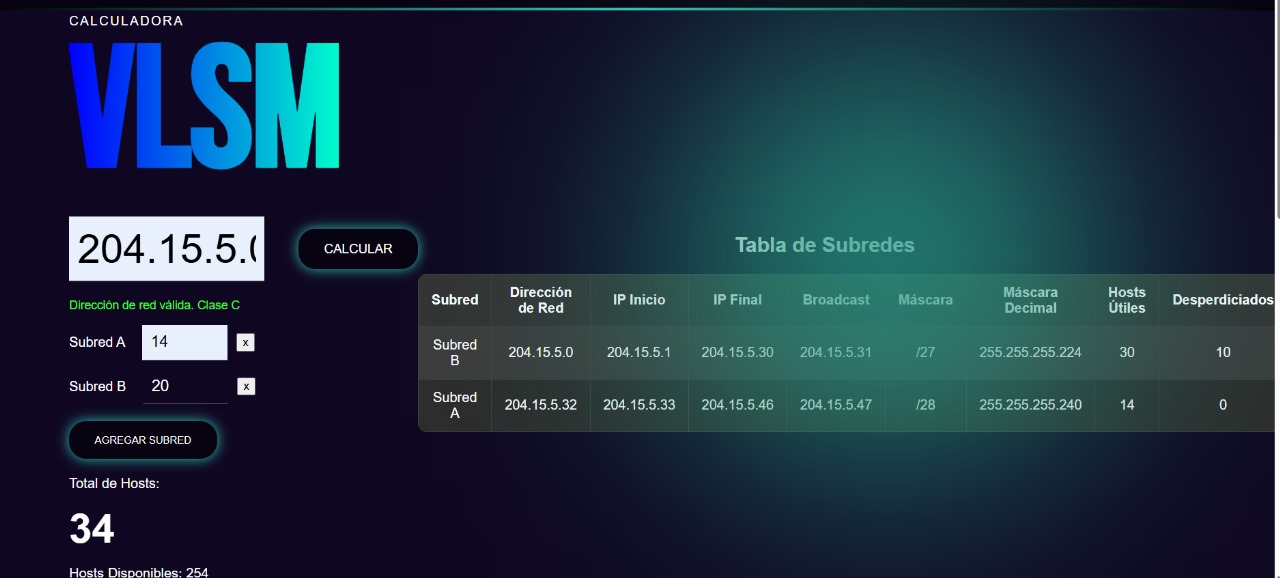 CALCULADORA
VLSM
204.15.5.0
CALCULAR
Dirección de red válida. Clase C
Subred A 14 x
Subred B 20 x
AGREGAR SUBRED
Total de Hosts:
34
Hosts Disponibles: 254
Tabla de Subredes
Subred Dirección de Red IP Inicio IP Final Broadcast Máscara Máscara Decimal Hosts Útiles Desperdiciados
Subred B 204.15.5.0 204.15.5.1 204.15.5.30 204.15.5.31 /27 255.255.255.224 30 10
Subred A 204.15.5.32 204.15.5.33 204.15.5.46 204.15.5.47 /28 255.255.255.240 14 0